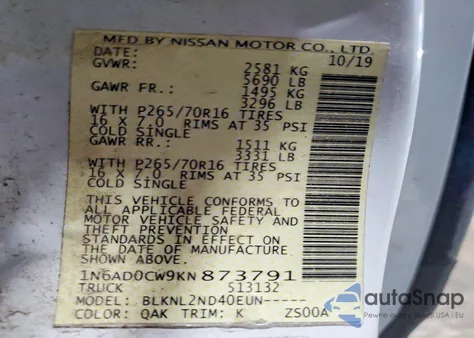 MFD BY NISSAN MOTOR CO., LTD.
DATE: 10/19
GVWR: 2581 KG
5690 LB
GAWR FR.: 1495 KG
3296 LB
WITH P265/70R16 TIRES
16 X 7.0 RIMS AT 35 PSI
COLD SINGLE
GAWR RR.: 1511 KG
3331 LB
WITH P265/70R16 TIRES
16 X 7.0 RIMS AT 35 PSI
COLD SINGLE
THIS VEHICLE CONFORMS TO
ALL APPLICABLE FEDERAL
MOTOR VEHICLE SAFETY AND
THEFT PREVENTION
STANDARDS IN EFFECT ON
DATE OF MANUFACTURE
SHOWN ABOVE.
1N6AD0CW9KN873791
TRUCK 513132
MODEL: BLKNL2ND40EUN-----
COLOR: QAK TRIM: K ZS00A
autoSnap
Pewne auto z USA i EU